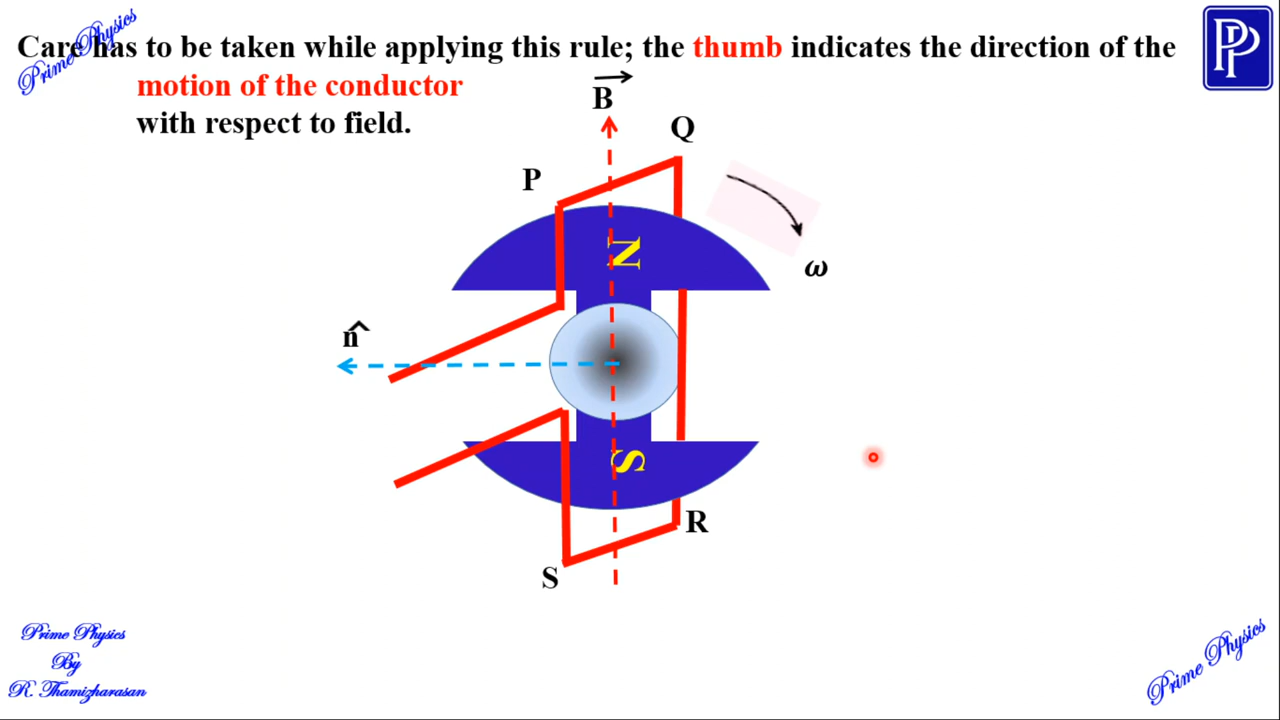 Care has to be taken while applying this rule; the thumb indicates the direction of the
motion of the conductor
with respect to field.
Prime Physics
PP
B
Q
P
N
ω
n^
S
R
S
Prime Physics
By
R. Thamizharasan
Prime Physics